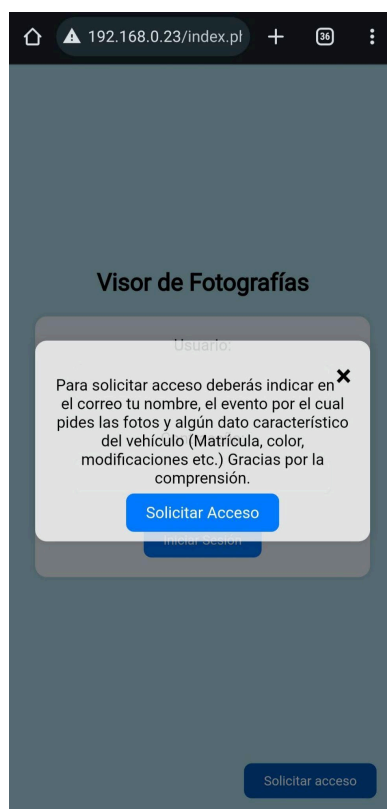 192.168.0.23/index.ph
36
Visor de Fotografías
Usuario:
Para solicitar acceso deberás indicar en
el correo tu nombre, el evento por el cual
pides las fotos y algún dato característico
del vehículo (Matrícula, color,
modificaciones etc.) Gracias por la
comprensión.
Solicitar Acceso
Iniciar Sesión
Solicitar acceso